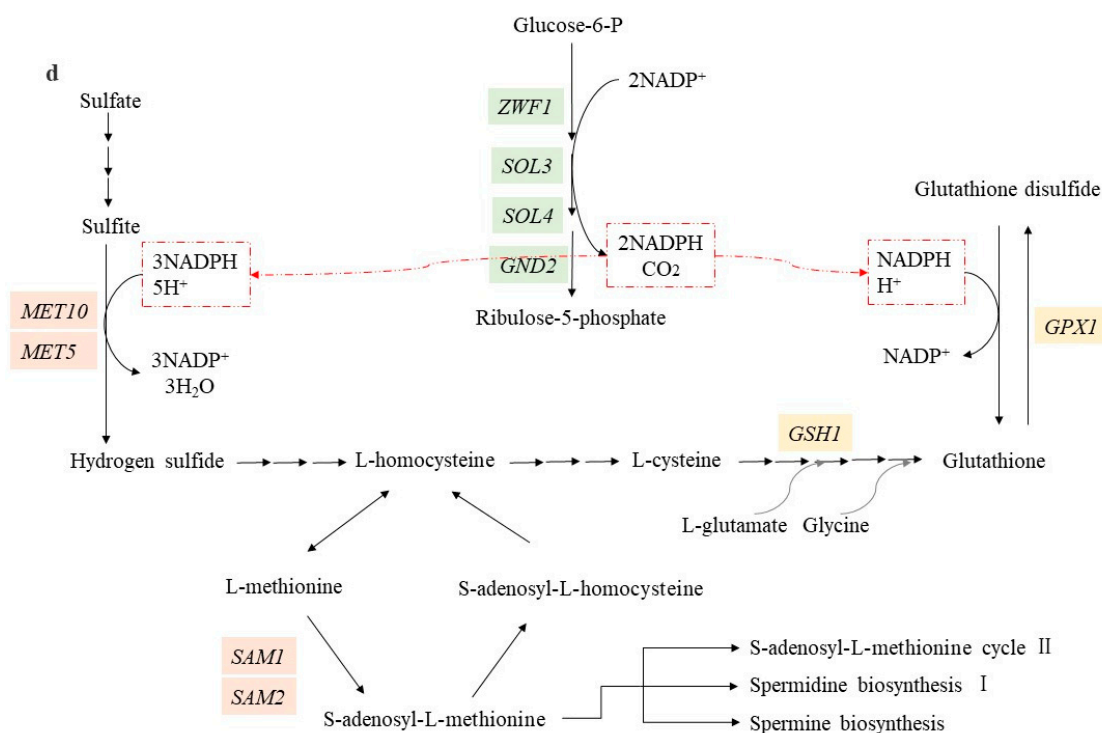 Glucose-6-P
d
2NADP⁺
Sulfate
ZWF1
SOL3
Glutathione disulfide
SOL4
Sulfite
3NADPH
5H⁺
GND2
2NADPH
CO₂
NADPH
H⁺
MET10
MET5
Ribulose-5-phosphate
GPX1
3NADP⁺
3H₂O
NADP⁺
GSH1
Hydrogen sulfide
L-homocysteine
L-cysteine
Glutathione
L-glutamate
Glycine
L-methionine
S-adenosyl-L-homocysteine
SAM1
SAM2
S-adenosyl-L-methionine cycle Ⅱ
Spermidine biosynthesis Ⅰ
S-adenosyl-L-methionine
Spermine biosynthesis